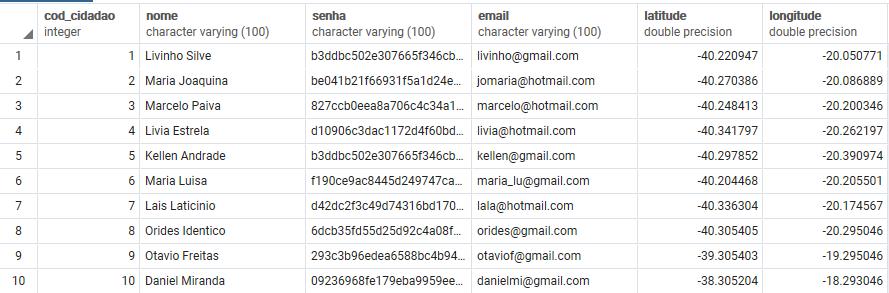 cod_cidadao nome senha email latitude longitude
integer character varying (100) character varying (100) character varying (100) double precision double precision
1 1 Livinho Silve b3ddbc502e307665f346cb... livinho@gmail.com -40.220947 -20.050771
2 2 Maria Joaquina be041b21f66931f5a1d24e... jomaria@hotmail.com -40.270386 -20.086889
3 3 Marcelo Paiva 827ccb0eea8a706c4c34a1... marcelo@hotmail.com -40.248413 -20.200346
4 4 Livia Estrela d10906c3dac1172d4f60bd... livia@hotmail.com -40.341797 -20.262197
5 5 Kellen Andrade b3ddbc502e307665f346cb... kellen@gmail.com -40.297852 -20.390974
6 6 Maria Luisa f190ce9ac8445d249747ca... maria_lu@gmail.com -40.204468 -20.205501
7 7 Lais Laticinio d42dc2f3c49d74316bd170... lala@hotmail.com -40.336304 -20.174567
8 8 Orides Identico 6dcb35fd55d25d92c4a08f... orides@gmail.com -40.305405 -20.295046
9 9 Otavio Freitas 293c3b96edea6588bc4b94... otaviof@gmail.com -39.305403 -19.295046
10 10 Daniel Miranda 09236968fe179eba9959ee... danielmi@gmail.com -38.305204 -18.293046